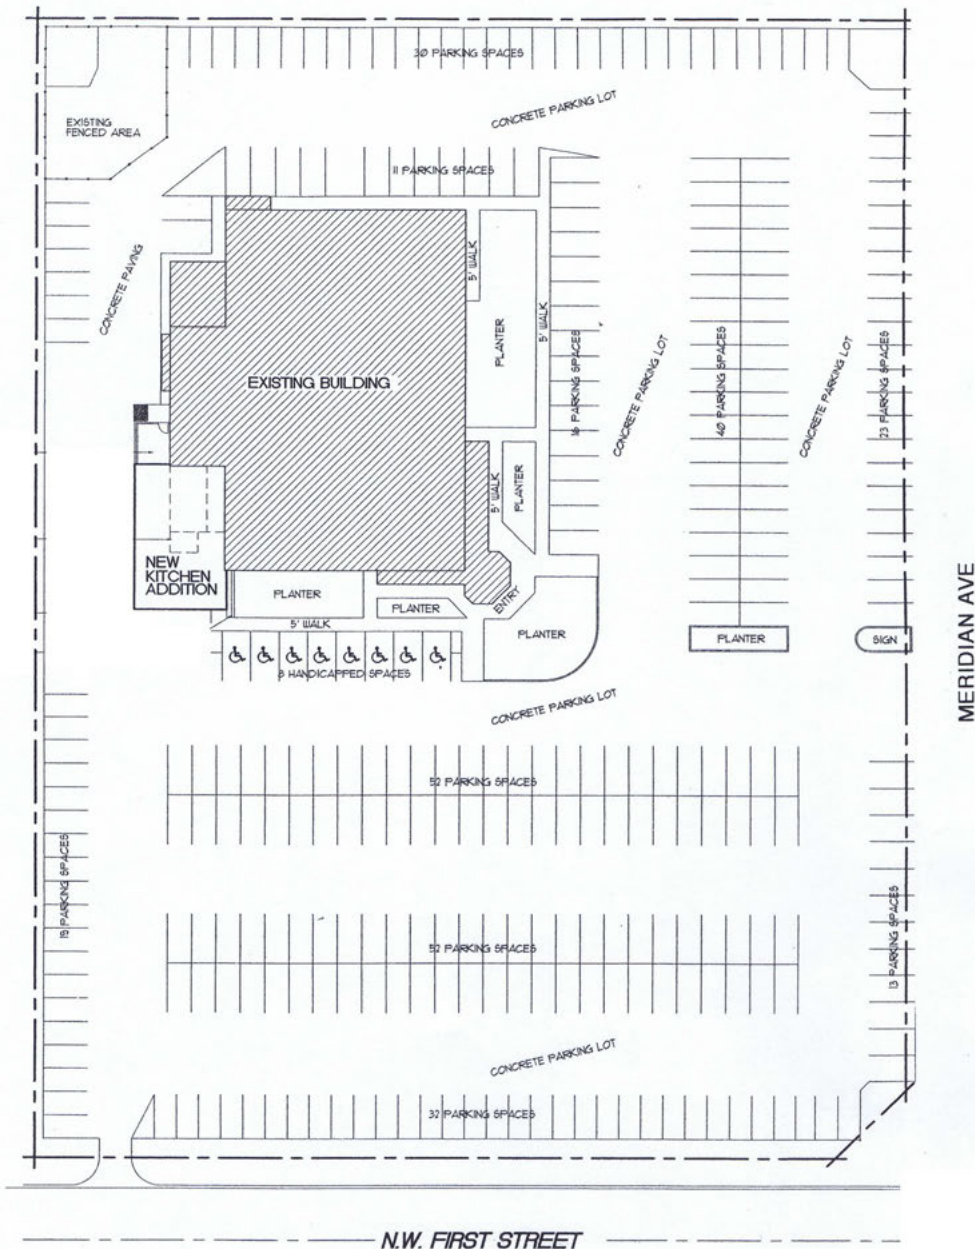 30 PARKING SPACES
CONCRETE PARKING LOT
EXISTING
FENCED AREA
11 PARKING SPACES
CONCRETE PAVING
5' WALK
PLANTER
5' WALK
16 PARKING SPACES
CONCRETE PARKING LOT
40 PARKING SPACES
CONCRETE PARKING LOT
23 PARKING SPACES
EXISTING BUILDING
5' WALK
PLANTER
NEW
KITCHEN
ADDITION
PLANTER
PLANTER
ENTRY
5' WALK
PLANTER
PLANTER
SIGN
8 HANDICAPPED SPACES
MERIDIAN AVE
CONCRETE PARKING LOT
52 PARKING SPACES
19 PARKING SPACES
52 PARKING SPACES
13 PARKING SPACES
CONCRETE PARKING LOT
32 PARKING SPACES
N.W. FIRST STREET